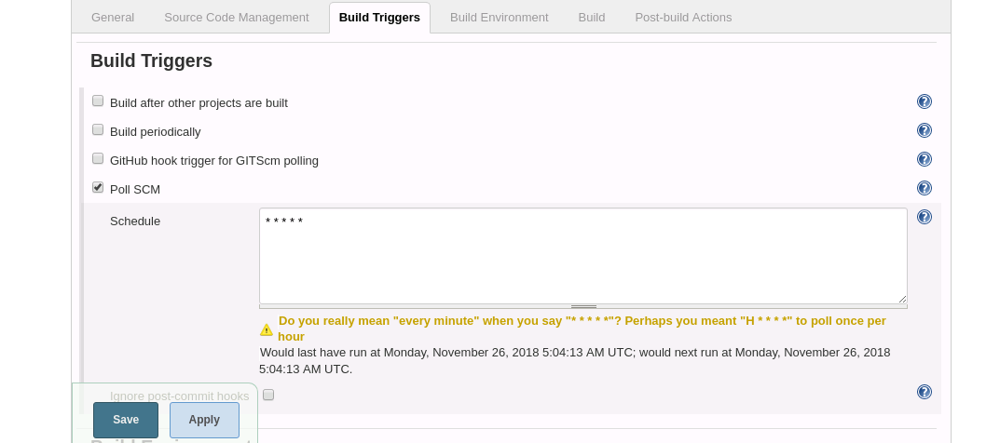 General Source Code Management Build Triggers Build Environment Build Post-build Actions
Build Triggers
Build after other projects are built
Build periodically
GitHub hook trigger for GITScm polling
Poll SCM
Schedule
* * * * *
Do you really mean "every minute" when you say "* * * * *"? Perhaps you meant "H * * * *" to poll once per
hour
Would last have run at Monday, November 26, 2018 5:04:13 AM UTC; would next run at Monday, November 26, 2018
5:04:13 AM UTC.
Ignore post-commit hooks
Save Apply